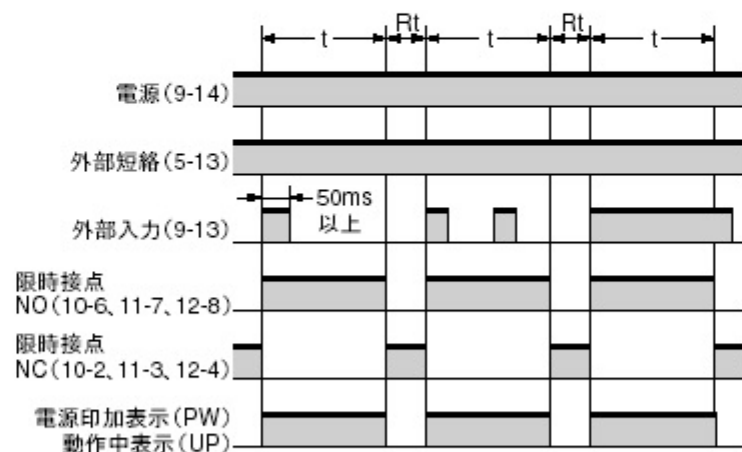 t Rt t Rt t
電源(9-14)
外部短絡(5-13)
50ms
以上
外部入力(9-13)
限時接点
NO(10-6、11-7、12-8)
限時接点
NC(10-2、11-3、12-4)
電源印加表示(PW)
動作中表示(UP)